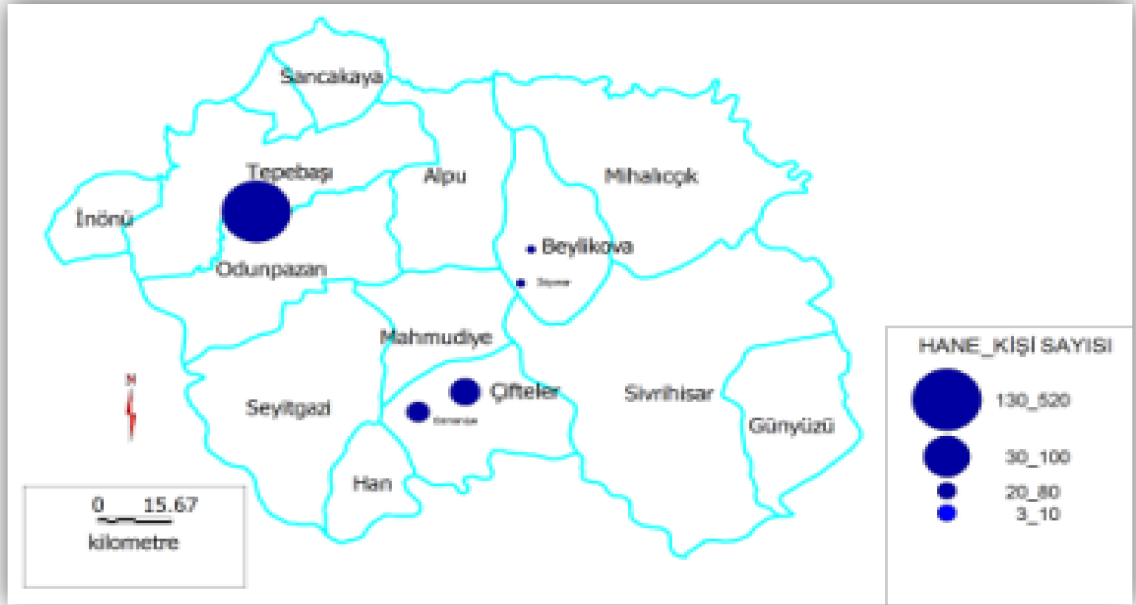 Sarıcakaya
Tepebaşı
Alpu
Mihalıcçık
İnönü
Beylikova
Odunpazarı
Mahmudiye
Çifteler
Seyitgazi
Sivrihisar
Günyüzü
Han
N
0 15.67
kilometre
HANE_KİŞİ SAYISI
130_520
30_100
20_80
3_10